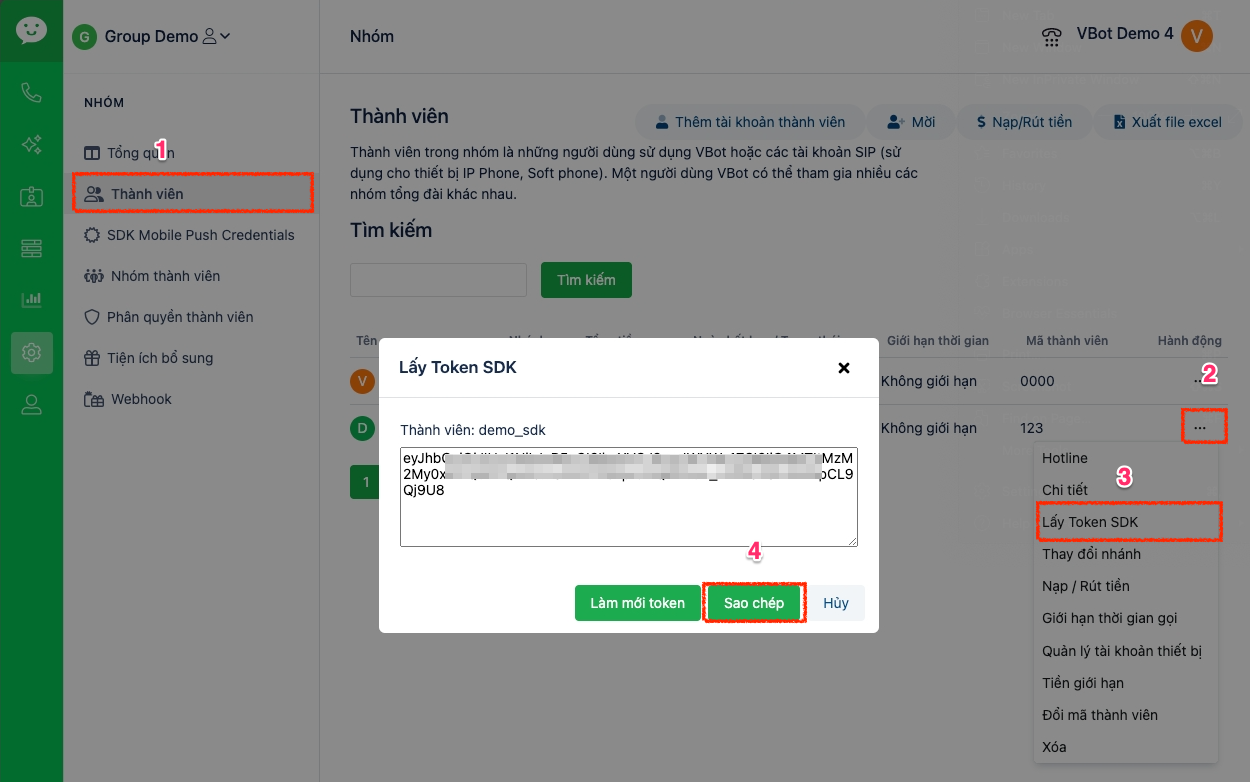 G Group Demo
Nhóm
VBot Demo 4
V
NHÓM
Tổng quan
1
Thành viên
SDK Mobile Push Credentials
Nhóm thành viên
Phân quyền thành viên
Tiện ích bổ sung
Webhook
Thành viên
Thêm tài khoản thành viên
Mời
$ Nạp/Rút tiền
Xuất file excel
Thành viên trong nhóm là những người dùng sử dụng VBot hoặc các tài khoản SIP (sử
dụng cho thiết bị IP Phone, Soft phone). Một người dùng VBot có thể tham gia nhiều các
nhóm tổng đài khác nhau.
Tìm kiếm
Tìm kiếm
Tên
Giới hạn thời gian
Mã thành viên
Hành động
V
Không giới hạn
0000
... 2
D
Không giới hạn
123
...
1
Lấy Token SDK
Thành viên: demo_sdk
eyJhb MzM
2My0x pCL9
Qj9U8
4
Làm mới token
Sao chép
Hủy
Hotline
Chi tiết
3
Lấy Token SDK
Thay đổi nhánh
Nạp / Rút tiền
Giới hạn thời gian gọi
Quản lý tài khoản thiết bị
Tiền giới hạn
Đổi mã thành viên
Xóa